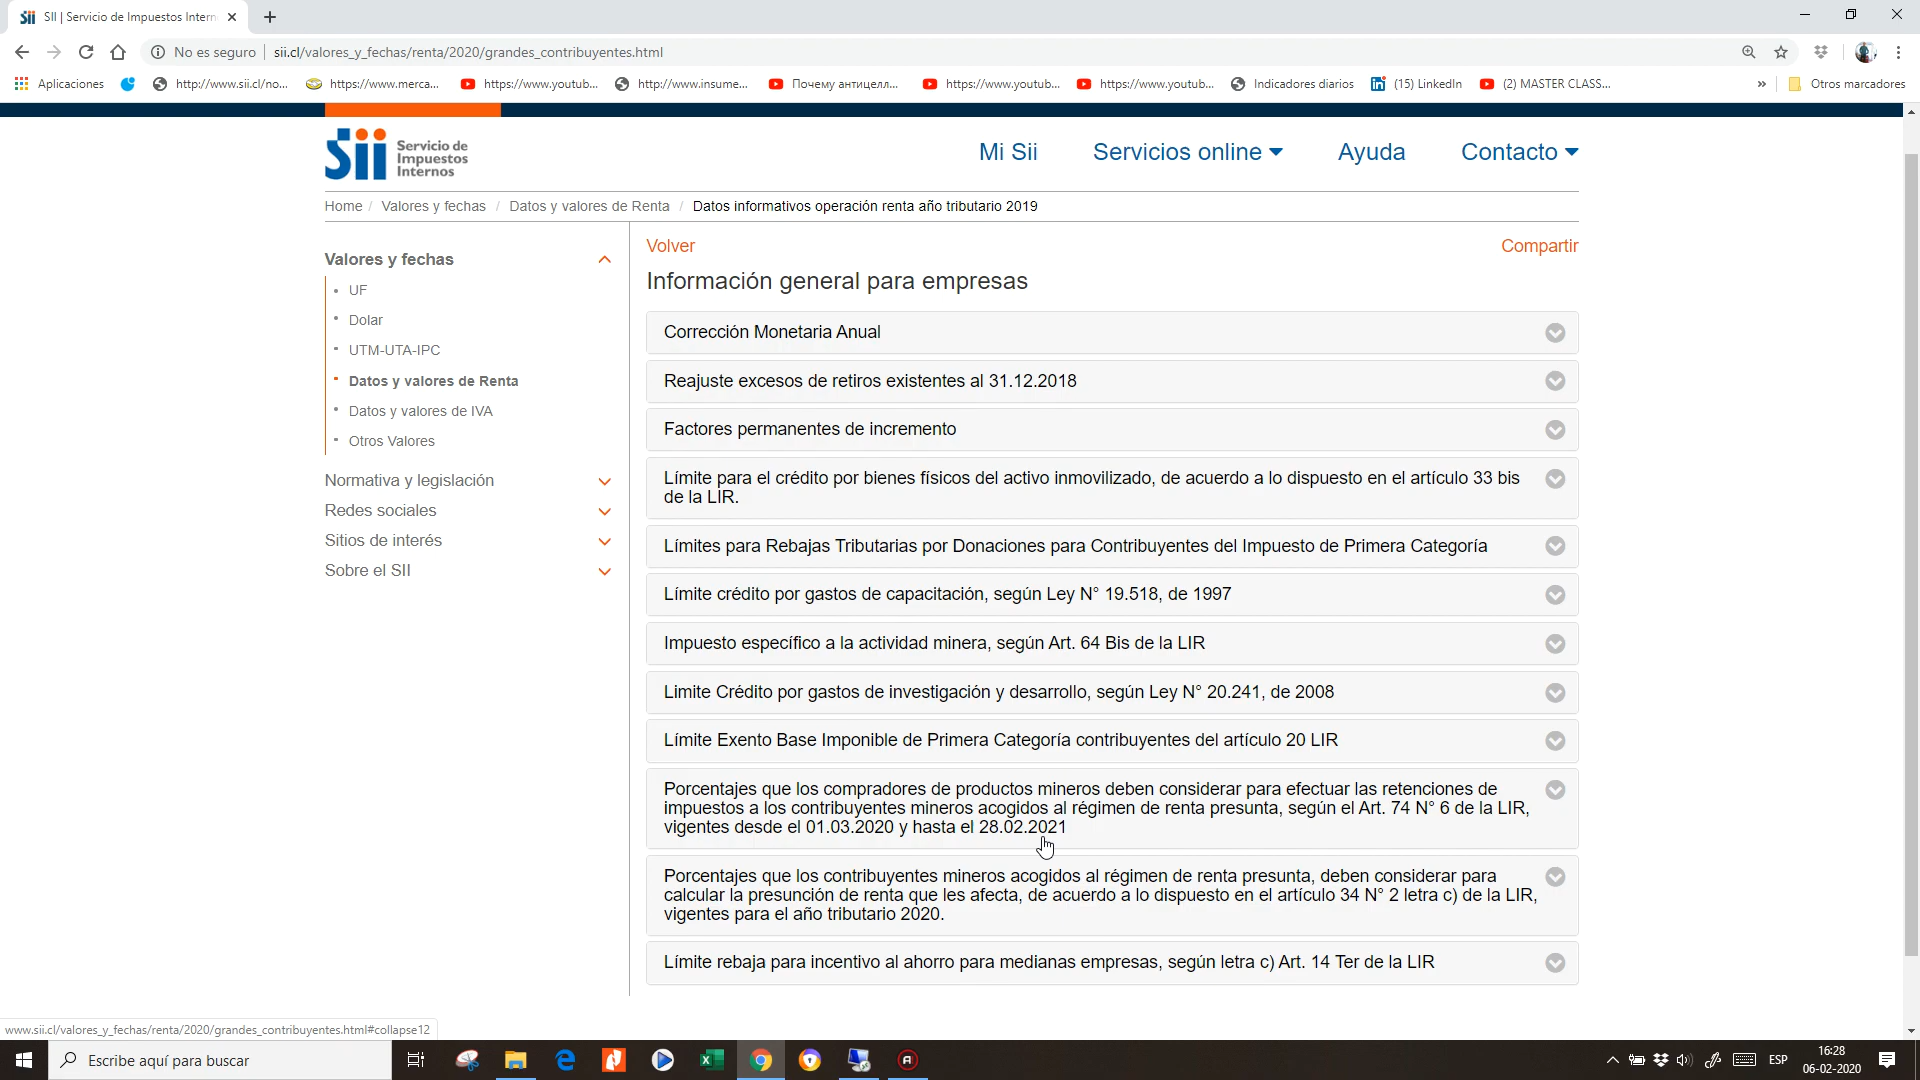 SII | Servicio de Impuestos Intern
No es seguro
sii.cl/valores_y_fechas/renta/2020/grandes_contribuyentes.html
Aplicaciones
http://www.sii.cl/no...
https://www.merca...
https://www.youtub...
http://www.insume...
Почему антицелл...
https://www.youtub...
https://www.youtub...
Indicadores diarios
(15) LinkedIn
(2) MASTER CLASS...
»
Otros marcadores
Sii
Servicio de
Impuestos
Internos
Mi Sii
Servicios online
Ayuda
Contacto
Home / Valores y fechas / Datos y valores de Renta / Datos informativos operación renta año tributario 2019
Valores y fechas
UF
Dolar
UTM-UTA-IPC
Datos y valores de Renta
Datos y valores de IVA
Otros Valores
Normativa y legislación
Redes sociales
Sitios de interés
Sobre el SII
Volver
Compartir
Información general para empresas
Corrección Monetaria Anual
Reajuste excesos de retiros existentes al 31.12.2018
Factores permanentes de incremento
Límite para el crédito por bienes físicos del activo inmovilizado, de acuerdo a lo dispuesto en el artículo 33 bis
de la LIR.
Límites para Rebajas Tributarias por Donaciones para Contribuyentes del Impuesto de Primera Categoría
Límite crédito por gastos de capacitación, según Ley N° 19.518, de 1997
Impuesto específico a la actividad minera, según Art. 64 Bis de la LIR
Limite Crédito por gastos de investigación y desarrollo, según Ley N° 20.241, de 2008
Límite Exento Base Imponible de Primera Categoría contribuyentes del artículo 20 LIR
Porcentajes que los compradores de productos mineros deben considerar para efectuar las retenciones de
impuestos a los contribuyentes mineros acogidos al régimen de renta presunta, según el Art. 74 N° 6 de la LIR,
vigentes desde el 01.03.2020 y hasta el 28.02.2021
Porcentajes que los contribuyentes mineros acogidos al régimen de renta presunta, deben considerar para
calcular la presunción de renta que les afecta, de acuerdo a lo dispuesto en el artículo 34 N° 2 letra c) de la LIR,
vigentes para el año tributario 2020.
Límite rebaja para incentivo al ahorro para medianas empresas, según letra c) Art. 14 Ter de la LIR
www.sii.cl/valores_y_fechas/renta/2020/grandes_contribuyentes.html#collapse12
Escribe aquí para buscar
ESP
16:28
06-02-2020